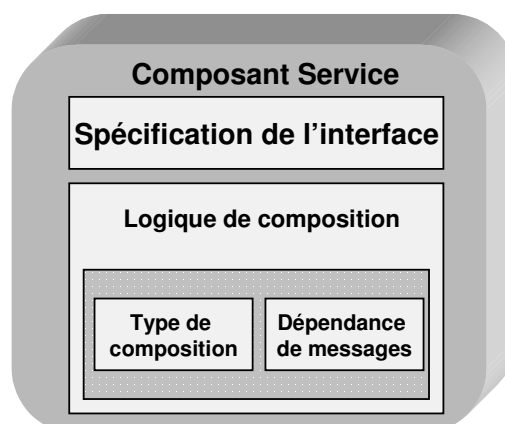 Composant Service
Spécification de l'interface
Logique de composition
Type de
composition
Dépendance
de messages